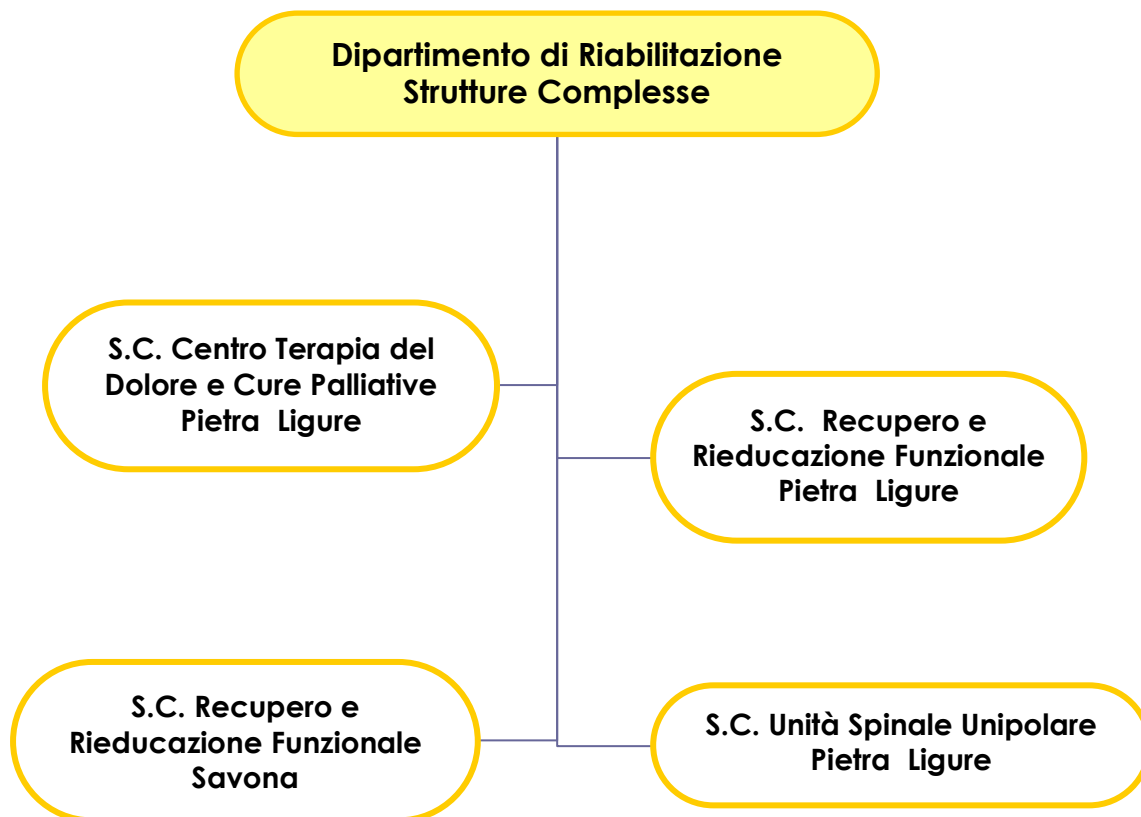 Dipartimento di Riabilitazione
Strutture Complesse
S.C. Centro Terapia del
Dolore e Cure Palliative
Pietra  Ligure
S.C.  Recupero e
Rieducazione Funzionale
Pietra  Ligure
S.C. Recupero e
Rieducazione Funzionale
Savona
S.C. Unità Spinale Unipolare
Pietra  Ligure